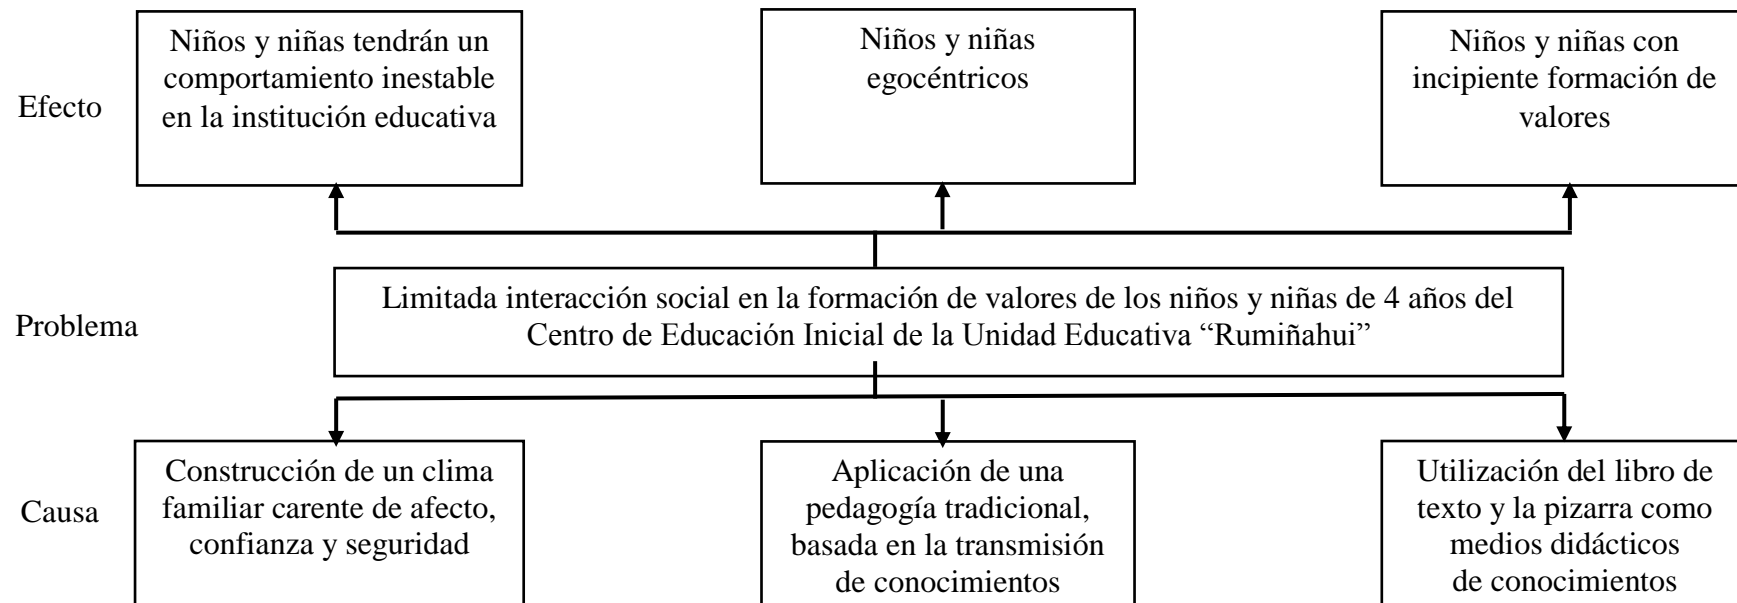 Efecto
Niños y niñas tendrán un
comportamiento inestable
en la institución educativa
Niños y niñas
egocéntricos
Niños y niñas con
incipiente formación de
valores
Problema
Limitada interacción social en la formación de valores de los niños y niñas de 4 años del
Centro de Educación Inicial de la Unidad Educativa “Rumiñahui”
Causa
Construcción de un clima
familiar carente de afecto,
confianza y seguridad
Aplicación de una
pedagogía tradicional,
basada en la transmisión
de conocimientos
Utilización del libro de
texto y la pizarra como
medios didácticos
de conocimientos